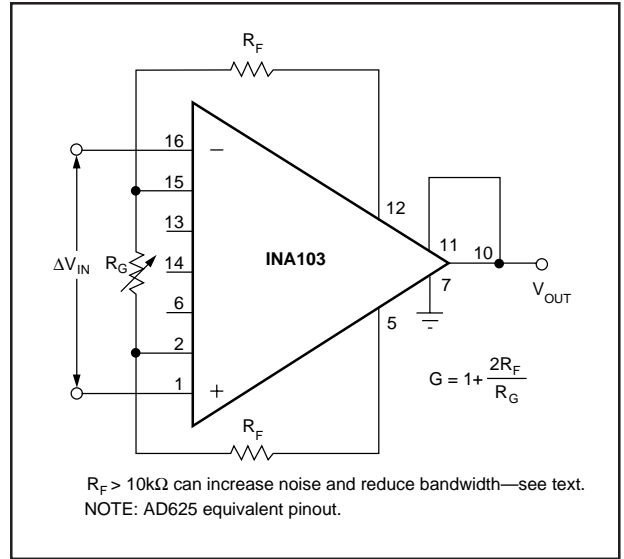 R_F
16
−
15
13
14
6
2
1
+
ΔV_IN
R_G
INA103
12
11
10
7
5
V_OUT
G = 1+ 2R_F / R_G
R_F
R_F > 10kΩ can increase noise and reduce bandwidth—see text.
NOTE: AD625 equivalent pinout.